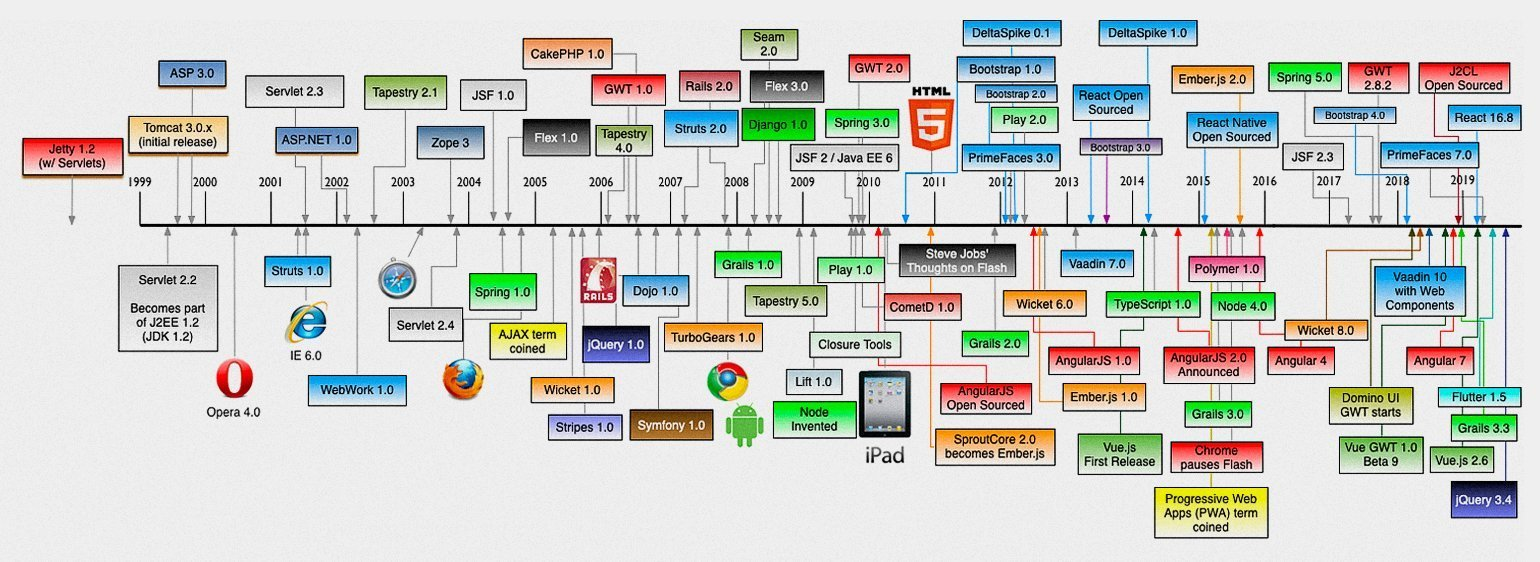 DeltaSpike 0.1
DeltaSpike 1.0
CakePHP 1.0
Seam
2.0
ASP 3.0
GWT 2.0
Bootstrap 1.0
Ember.js 2.0
Spring 5.0
GWT
2.8.2
J2CL
Open Sourced
Servlet 2.3
Tapestry 2.1
JSF 1.0
GWT 1.0
Rails 2.0
Flex 3.0
HTML
5
Bootstrap 2.0
React Open
Sourced
Tomcat 3.0.x
(initial release)
Spring 3.0
Play 2.0
React Native
Open Sourced
Bootstrap 4.0
React 16.8
Jetty 1.2
(w/ Servlets)
ASP.NET 1.0
Zope 3
Flex 1.0
Tapestry
4.0
Struts 2.0
Django 1.0
JSF 2 / Java EE 6
PrimeFaces 3.0
Bootstrap 3.0
JSF 2.3
PrimeFaces 7.0
1999
2000
2001
2002
2003
2004
2005
2006
2007
2008
2009
2010
2011
2012
2013
2014
2015
2016
2017
2018
2019
Servlet 2.2
Becomes part
of J2EE 1.2
(JDK 1.2)
Struts 1.0
IE 6.0
Opera 4.0
WebWork 1.0
Servlet 2.4
Spring 1.0
AJAX term
coined
RAILS
jQuery 1.0
Wicket 1.0
Stripes 1.0
Dojo 1.0
Symfony 1.0
Grails 1.0
TurboGears 1.0
Tapestry 5.0
Play 1.0
Closure Tools
Lift 1.0
Node
Invented
iPad
Steve Jobs'
Thoughts on Flash
CometD 1.0
Grails 2.0
AngularJS
Open Sourced
SproutCore 2.0
becomes Ember.js
Vaadin 7.0
Wicket 6.0
AngularJS 1.0
Ember.js 1.0
Vue.js
First Release
TypeScript 1.0
Polymer 1.0
Node 4.0
AngularJS 2.0
Announced
Grails 3.0
Chrome
pauses Flash
Progressive Web
Apps (PWA) term
coined
Wicket 8.0
Angular 4
Vaadin 10
with Web
Components
Angular 7
Domino UI
GWT starts
Flutter 1.5
Grails 3.3
Vue GWT 1.0
Beta 9
Vue.js 2.6
jQuery 3.4